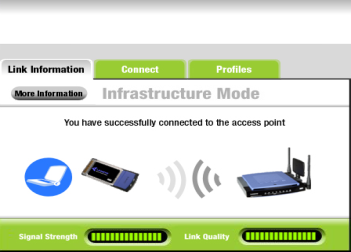 Link Information Connect Profiles
More Information Infrastructure Mode
You have successfully connected to the access point
Signal Strength Link Quality